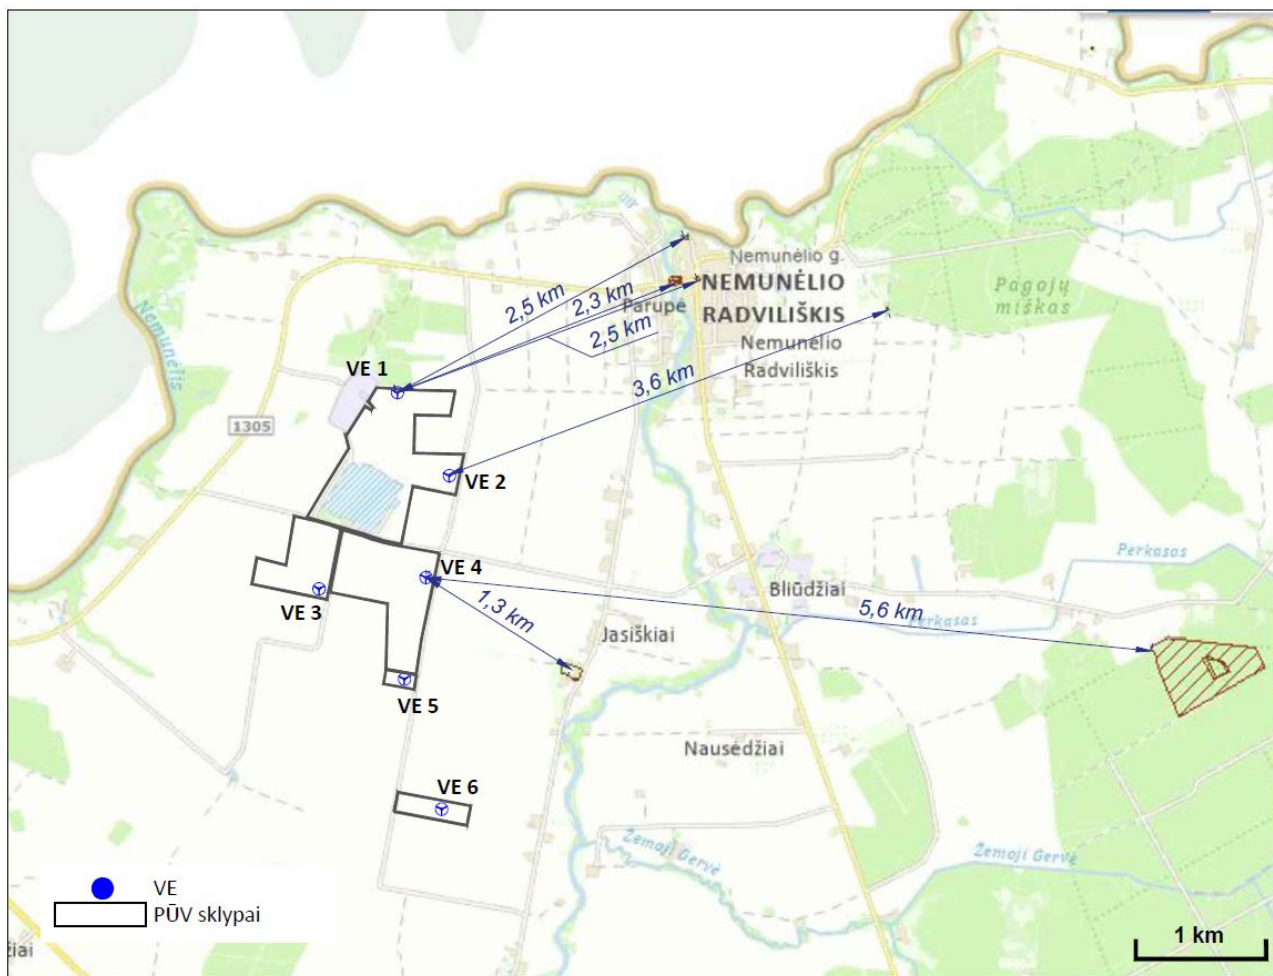 Nemunėlio g.
NEMUNĖLIO
RADVILIŠKIS
Nemunėlio
Radviliškis
Parupė
Pagojų
miškas
Nemunėlis
2,5 km
2,3 km
2,5 km
3,6 km
VE 1
1305
VE 2
VE 4
VE 3
1,3 km
5,6 km
Perkasas
Perkasas
Bliūdžiai
Jasiškiai
VE 5
Nausėdžiai
VE 6
Žemoji Gervė
Žemoji Gervė
VE
PŪV sklypai
žiai
1 km